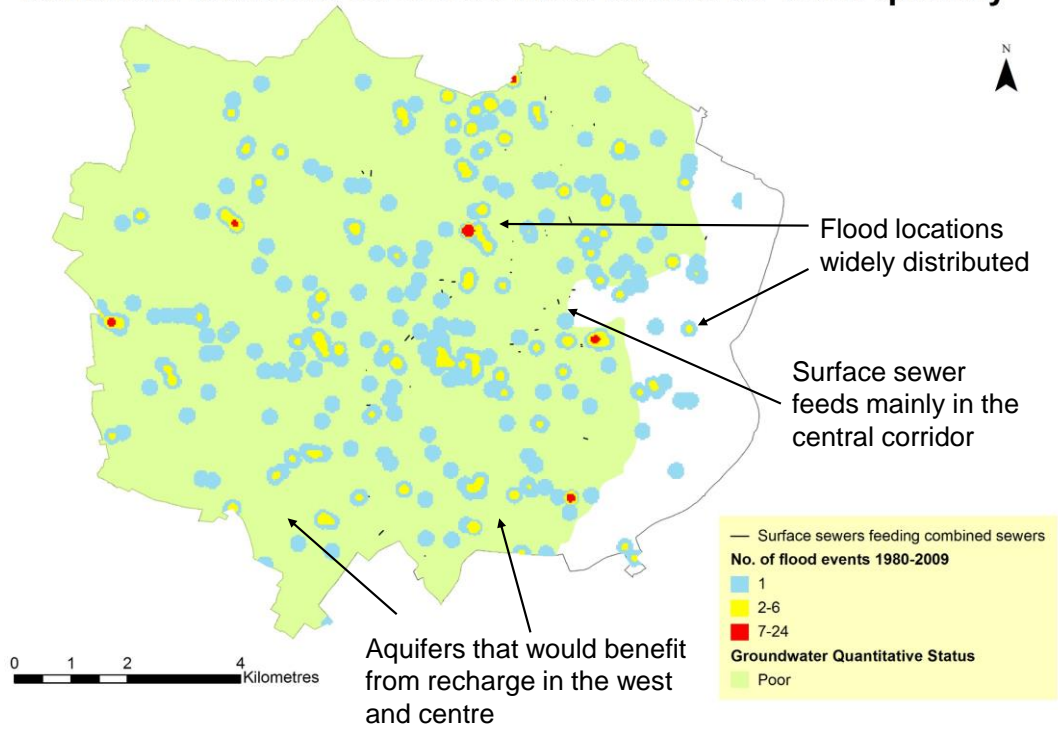 N
Flood locations
widely distributed
Surface sewer
feeds mainly in the
central corridor
Surface sewers feeding combined sewers
No. of flood events 1980-2009
1
2-6
7-24
Groundwater Quantitative Status
Poor
Aquifers that would benefit
from recharge in the west
and centre
0 1 2 4
Kilometres